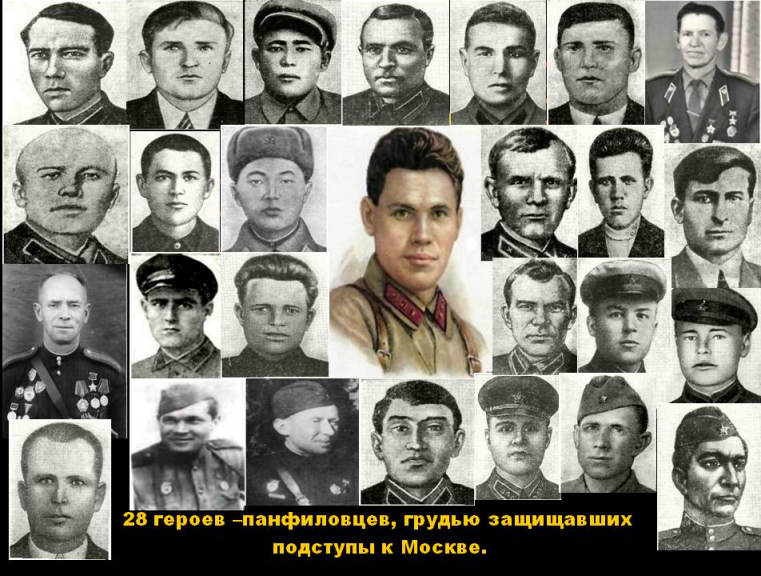 28 героев –панфиловцев, грудью защищавших
подступы к Москве.